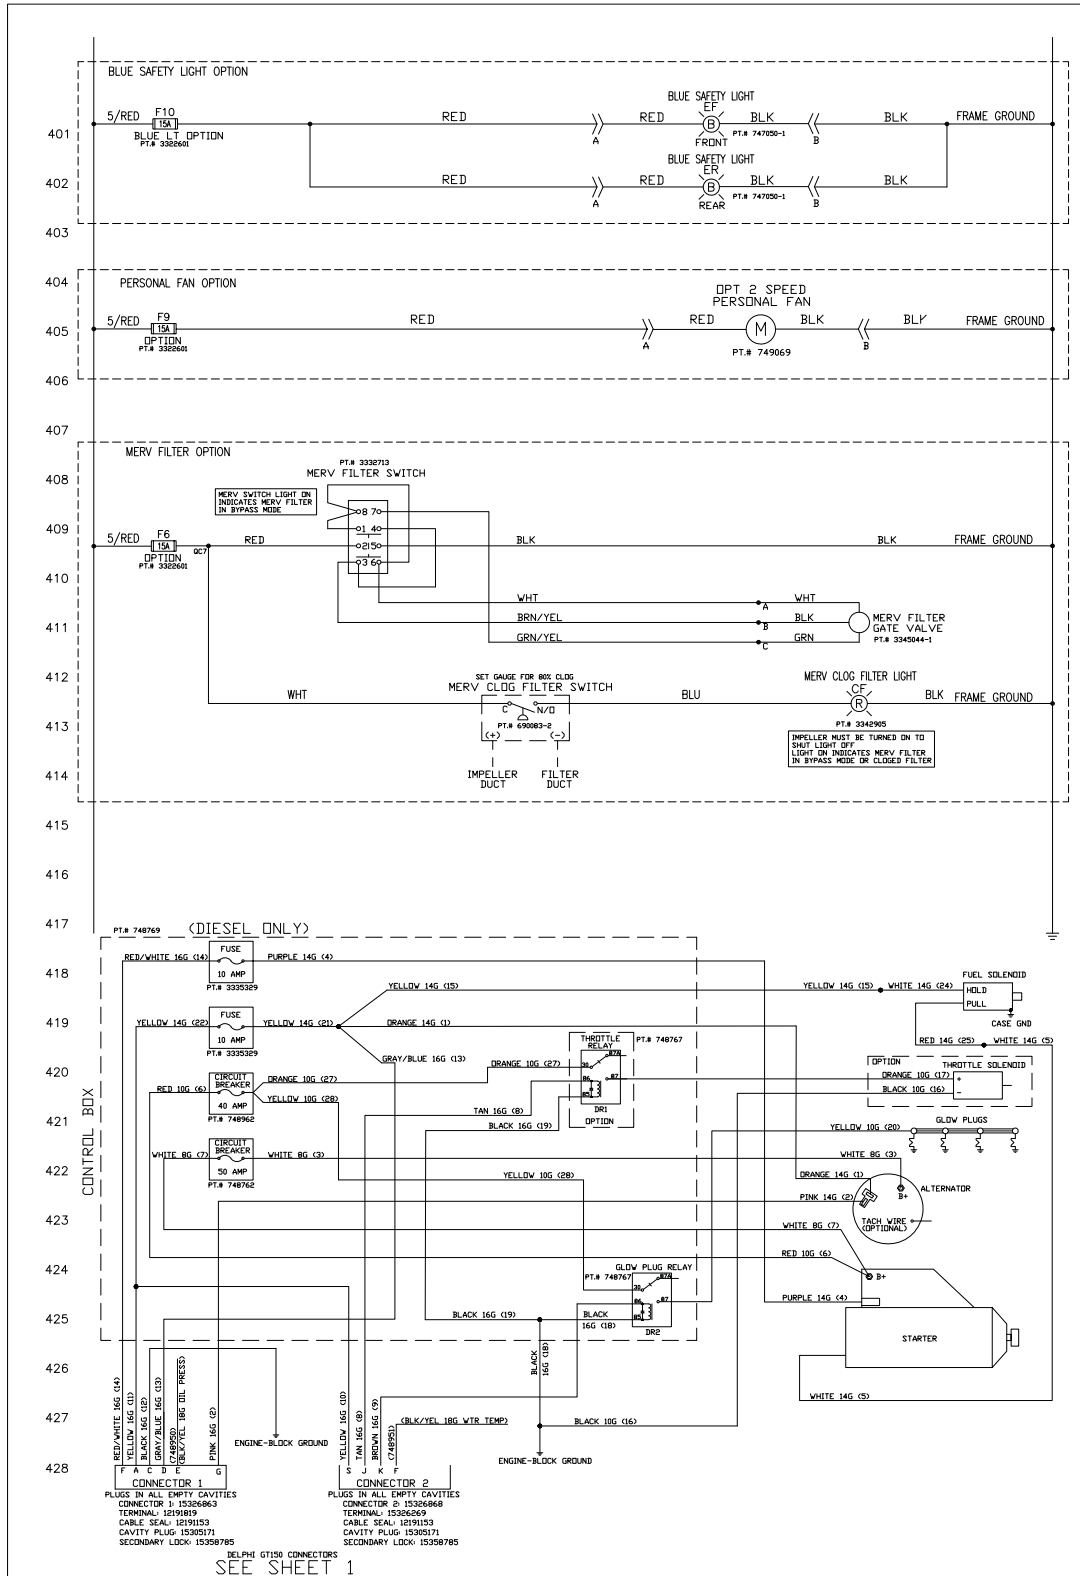 BLUE SAFETY LIGHT OPTION
BLUE SAFETY LIGHT
EF
5/RED
F10
15A
BLUE LT OPTION
PT.# 3322601
RED
A
RED
B
FRONT
PT.# 747050-1
BLK
B
BLK
FRAME GROUND
401
BLUE SAFETY LIGHT
ER
RED
A
RED
B
REAR
PT.# 747050-1
BLK
B
BLK
402
403
404
PERSONAL FAN OPTION
OPT 2 SPEED
PERSONAL FAN
5/RED
F9
15A
OPTION
PT.# 3322601
RED
A
RED
M
PT.# 749069
BLK
B
BLK
FRAME GROUND
405
406
407
MERV FILTER OPTION
408
PT.# 3332713
MERV FILTER SWITCH
MERV SWITCH LIGHT ON
INDICATES MERV FILTER
IN BYPASS MODE
8 7
1 4
2 5
3 6
409
5/RED
F6
15A
OPTION
PT.# 3322601
QC7
RED
BLK
BLK
FRAME GROUND
410
WHT
A
WHT
BRN/YEL
B
BLK
GRN/YEL
C
GRN
MERV FILTER
GATE VALVE
PT.# 3345044-1
411
412
SET GAUGE FOR 80% CLOG
MERV CLOG FILTER SWITCH
WHT
C
N/O
PT.# 690083-2
(+)
(-)
IMPELLER
DUCT
FILTER
DUCT
BLU
MERV CLOG FILTER LIGHT
CF
R
PT.# 3342905
BLK
FRAME GROUND
IMPELLER MUST BE TURNED ON TO
SHUT LIGHT OFF
LIGHT ON INDICATES MERV FILTER
IN BYPASS MODE OR CLOGED FILTER
413
414
415
416
417
PT.# 748769
(DIESEL ONLY)
CONTROL BOX
418
RED/WHITE 16G (14)
FUSE
10 AMP
PT.# 3335329
PURPLE 14G (4)
YELLOW 14G (15)
YELLOW 14G (15)
WHITE 14G (24)
FUEL SOLENOID
HOLD
PULL
CASE GND
419
YELLOW 14G (22)
FUSE
10 AMP
PT.# 3335329
YELLOW 14G (21)
ORANGE 14G (1)
RED 14G (25)
WHITE 14G (5)
GRAY/BLUE 16G (13)
THROTTLE
RELAY
PT.# 748767
87A
30
86
87
85
DR1
OPTION
420
OPTION
THROTTLE SOLENOID
ORANGE 10G (17)
+
BLACK 10G (16)
-
RED 10G (6)
CIRCUIT
BREAKER
40 AMP
PT.# 748962
ORANGE 10G (27)
ORANGE 10G (27)
YELLOW 10G (28)
TAN 16G (8)
BLACK 16G (19)
421
YELLOW 10G (20)
GLOW PLUGS
422
WHITE 8G (7)
CIRCUIT
BREAKER
50 AMP
PT.# 748762
WHITE 8G (3)
WHITE 8G (3)
YELLOW 10G (28)
ORANGE 14G (1)
PINK 14G (2)
B+
ALTERNATOR
TACH WIRE
(OPTIONAL)
423
WHITE 8G (7)
RED 10G (6)
424
GLOW PLUG RELAY
PT.# 748767
87A
30
86
87
85
DR2
B+
PURPLE 14G (4)
STARTER
425
BLACK 16G (19)
BLACK
16G (18)
BLACK
16G (18)
426
WHITE 14G (5)
427
428
RED/WHITE 16G (14)
YELLOW 16G (11)
BLACK 16G (12)
GRAY/BLUE 16G (13)
(748950)
(BLK/YEL 18G OIL PRESS)
PINK 16G (2)
ENGINE-BLOCK GROUND
YELLOW 16G (10)
TAN 16G (8)
BROWN 16G (9)
(748951)
(BLK/YEL 18G WTR TEMP)
BLACK 10G (16)
ENGINE-BLOCK GROUND
F A C D E G
CONNECTOR 1
PLUGS IN ALL EMPTY CAVITIES
CONNECTOR 1: 15326863
TERMINAL: 12191819
CABLE SEAL: 12191153
CAVITY PLUG: 15305171
SECONDARY LOCK: 15358785
S J K F
CONNECTOR 2
PLUGS IN ALL EMPTY CAVITIES
CONNECTOR 2: 15326868
TERMINAL: 15326269
CABLE SEAL: 12191153
CAVITY PLUG: 15305171
SECONDARY LOCK: 15358785
DELPHI GT150 CONNECTORS
SEE SHEET 1